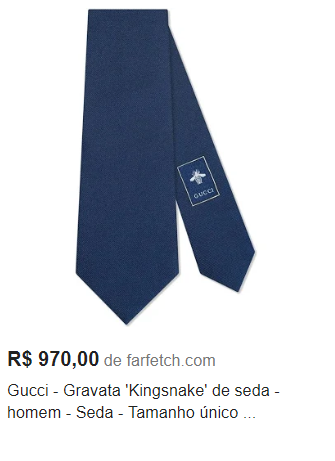 GUCCI
R$ 970,00 de farfetch.com
Gucci - Gravata 'Kingsnake' de seda -
homem - Seda - Tamanho único ...